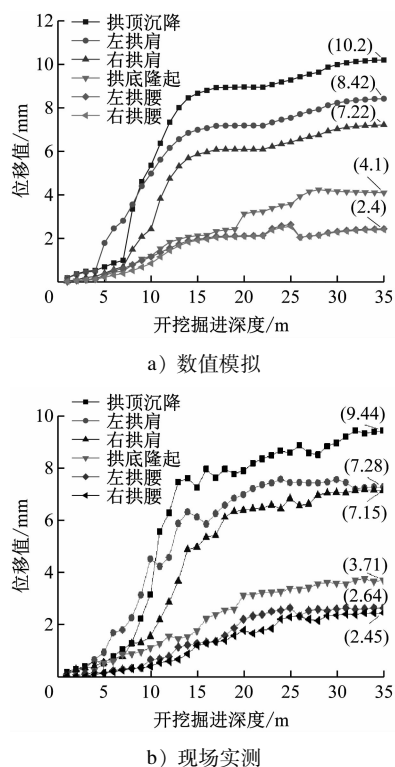 拱顶沉降
左拱肩
右拱肩
拱底隆起
左拱腰
右拱腰
(10.2)
(8.42)
(7.22)
(4.1)
(2.4)
位移值/mm
12
10
8
6
4
2
0 5 10 15 20 25 30 35
开挖掘进深度/m
a）数值模拟
拱顶沉降
左拱肩
右拱肩
拱底隆起
左拱腰
右拱腰
(9.44)
(7.28)
(7.15)
(3.71)
(2.64)
(2.45)
位移值/mm
10
8
6
4
2
0 5 10 15 20 25 30 35
开挖掘进深度/m
b）现场实测